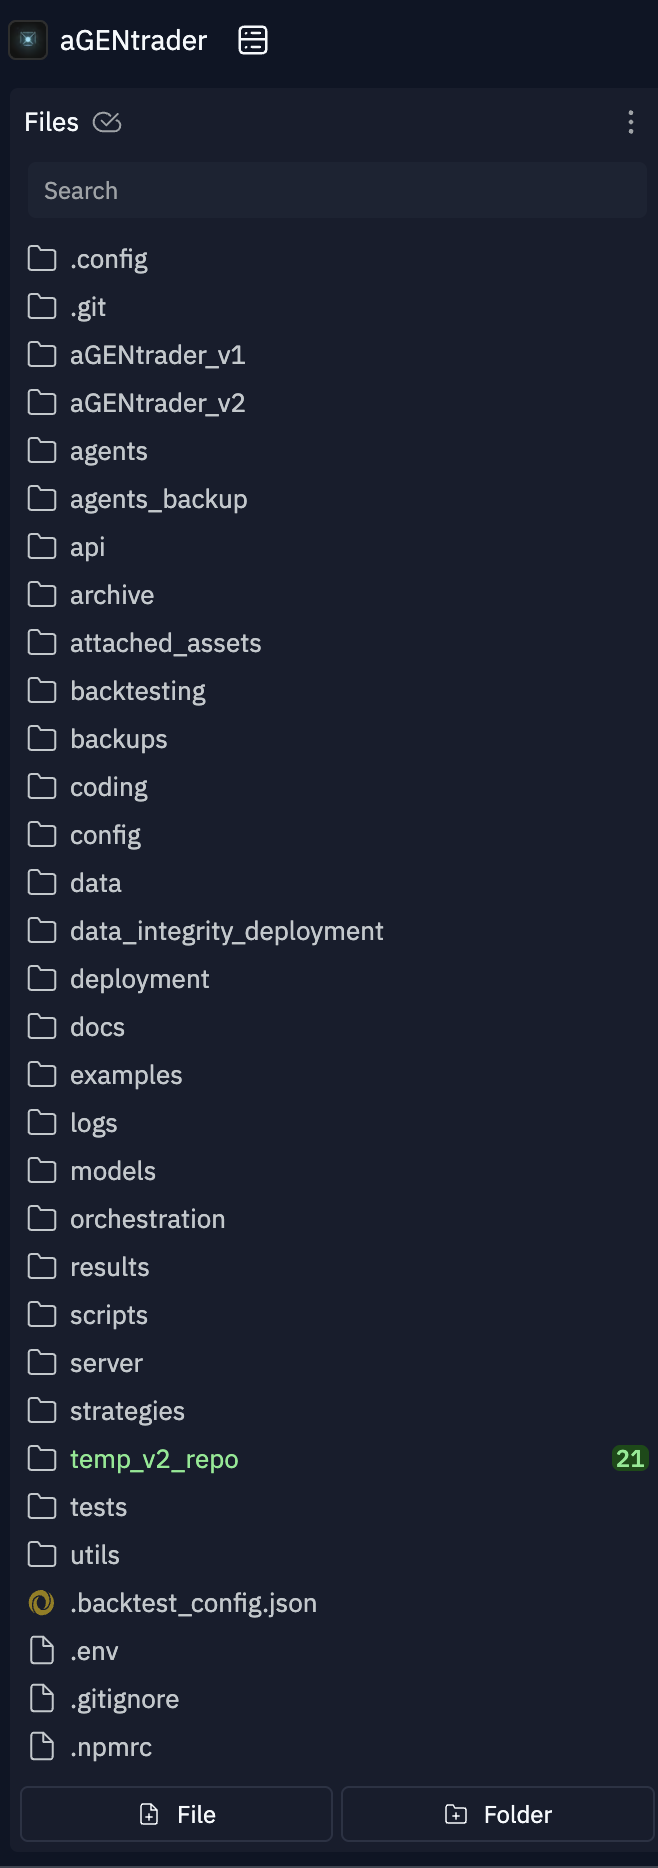 aGENtrader
Files
Search
.config
.git
aGENtrader_v1
aGENtrader_v2
agents
agents_backup
api
archive
attached_assets
backtesting
backups
coding
config
data
data_integrity_deployment
deployment
docs
examples
logs
models
orchestration
results
scripts
server
strategies
temp_v2_repo 21
tests
utils
.backtest_config.json
.env
.gitignore
.npmrc
File Folder